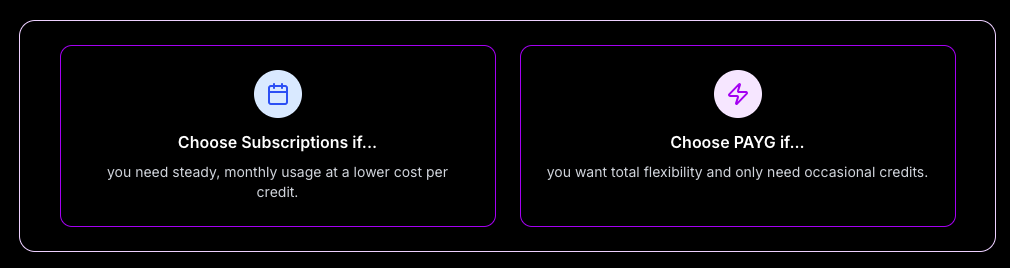 Choose Subscriptions if...
you need steady, monthly usage at a lower cost per
credit.
Choose PAYG if...
you want total flexibility and only need occasional credits.